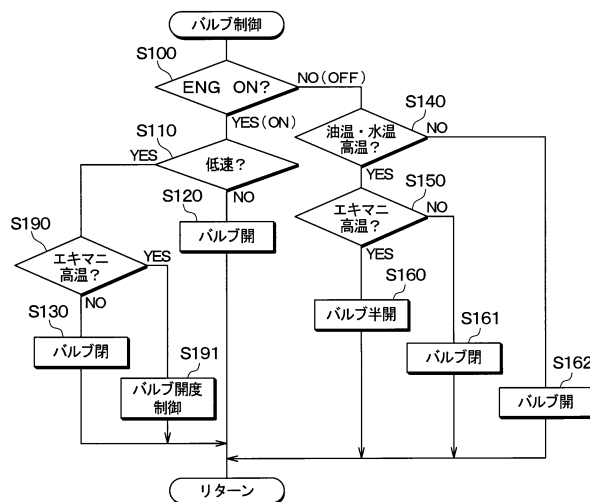 バルブ制御
S100
ENG ON?
NO(OFF)
YES(ON)
S110
低速?
YES
NO
S120
バルブ開
S140
油温・水温
高温?
NO
YES
S150
エキマニ
高温?
NO
YES
S190
エキマニ
高温?
YES
NO
S130
バルブ閉
S191
バルブ開度
制御
S160
バルブ半開
S161
バルブ閉
S162
バルブ開
リターン